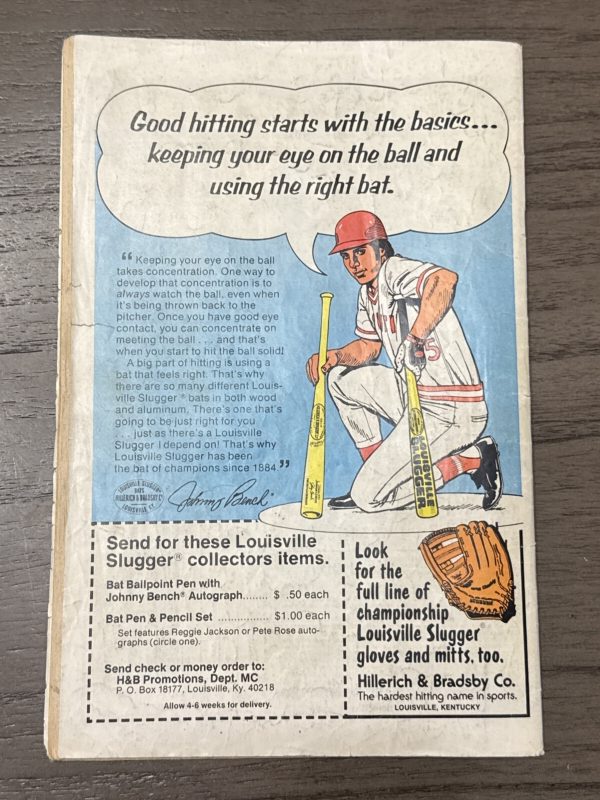 Good hitting starts with the basics...
keeping your eye on the ball and
using the right bat.
“Keeping your eye on the ball
takes concentration. One way to
develop that concentration is to
always watch the ball, even when
it's being thrown back to the
pitcher. Once you have good eye
contact, you can concentrate on
meeting the ball . . . and that's
when you start to hit the ball solid!
A big part of hitting is using a
bat that feels right. That's why
there are so many different Louis-
ville Slugger ® bats in both wood
and aluminum. There's one that's
going to be just right for you
. . . just as there's a Louisville
Slugger I depend on! That's why
Louisville Slugger has been
the bat of champions since 1884.”
Johnny Bench
5
LOUISVILLE
SLUGGER
Send for these Louisville
Slugger® collectors items.
Bat Ballpoint Pen with
Johnny Bench® Autograph....... $ .50 each
Bat Pen & Pencil Set ................ $1.00 each
Set features Reggie Jackson or Pete Rose auto-
graphs (circle one).
Send check or money order to:
H&B Promotions, Dept. MC
P. O. Box 18177, Louisville, Ky. 40218
Allow 4-6 weeks for delivery.
Look
for the
full line of
championship
Louisville Slugger
gloves and mitts, too.
Hillerich & Bradsby Co.
The hardest hitting name in sports.
LOUISVILLE, KENTUCKY